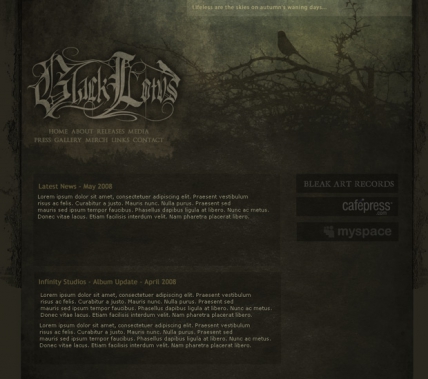 Lifeless are the skies on autumn's waning days...
Black Lows
HOME ABOUT RELEASES MEDIA
PRESS GALLERY MERCH LINKS CONTACT
BLEAK ART RECORDS
cafépress
.com
myspace
Latest News - May 2008
Lorem ipsum dolor sit amet, consectetuer adipiscing elit. Praesent vestibulum
risus ac felis. Curabitur a justo. Mauris nunc. Nulla purus. Praesent sed
mauris sed ipsum tempor faucibus. Phasellus dapibus ligula at libero. Nunc ac metus.
Donec vitae lacus. Etiam facilisis interdum velit. Nam pharetra placerat libero.
Infinity Studios - Album Update - April 2008
Lorem ipsum dolor sit amet, consectetuer adipiscing elit. Praesent vestibulum
risus ac felis. Curabitur a justo. Mauris nunc. Nulla purus. Praesent sed
mauris sed ipsum tempor faucibus. Phasellus dapibus ligula at libero. Nunc ac metus.
Donec vitae lacus. Etiam facilisis interdum velit. Nam pharetra placerat libero.
Lorem ipsum dolor sit amet, consectetuer adipiscing elit. Praesent vestibulum
risus ac felis. Curabitur a justo. Mauris nunc. Nulla purus. Praesent sed
mauris sed ipsum tempor faucibus. Phasellus dapibus ligula at libero. Nunc ac metus.
Donec vitae lacus. Etiam facilisis interdum velit. Nam pharetra placerat libero.